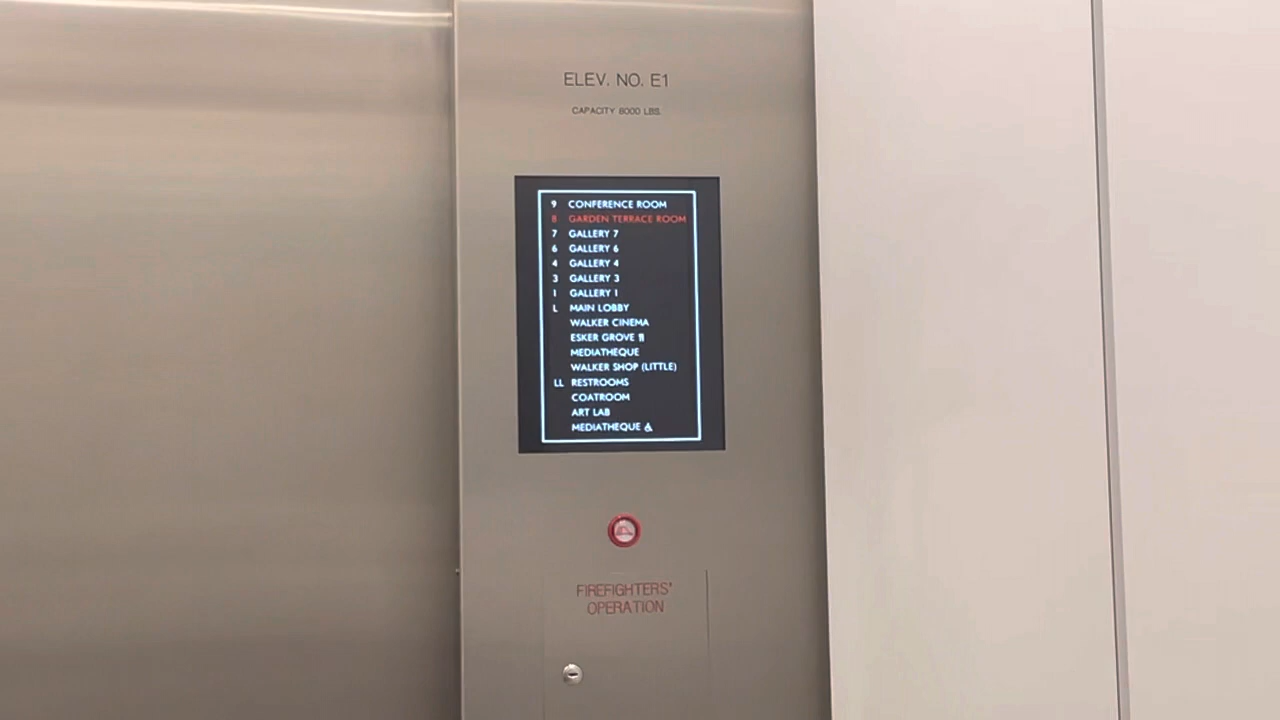 ELEV. NO. E1
CAPACITY 8000 LBS.
9 CONFERENCE ROOM
8 GARDEN TERRACE ROOM
7 GALLERY 7
6 GALLERY 6
4 GALLERY 4
3 GALLERY 3
1 GALLERY 1
L MAIN LOBBY
WALKER CINEMA
ESKER GROVE
MEDIATHEQUE
WALKER SHOP (LITTLE)
LL RESTROOMS
COATROOM
ART LAB
MEDIATHEQUE
FIREFIGHTERS'
OPERATION